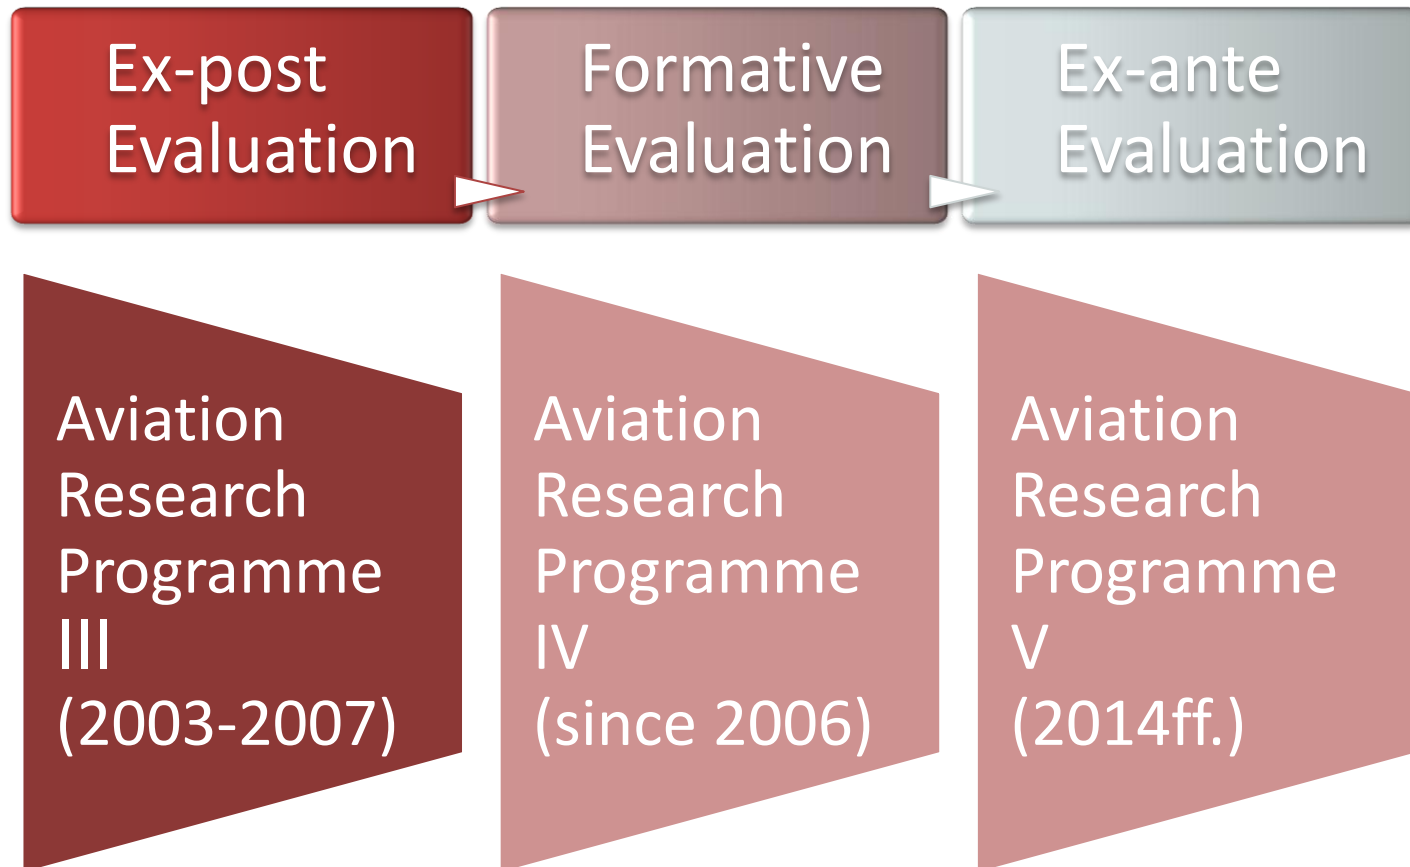 Ex-post
Evaluation
Formative
Evaluation
Ex-ante
Evaluation
Aviation
Research
Programme
III
(2003-2007)
Aviation
Research
Programme
IV
(since 2006)
Aviation
Research
Programme
V
(2014ff.)